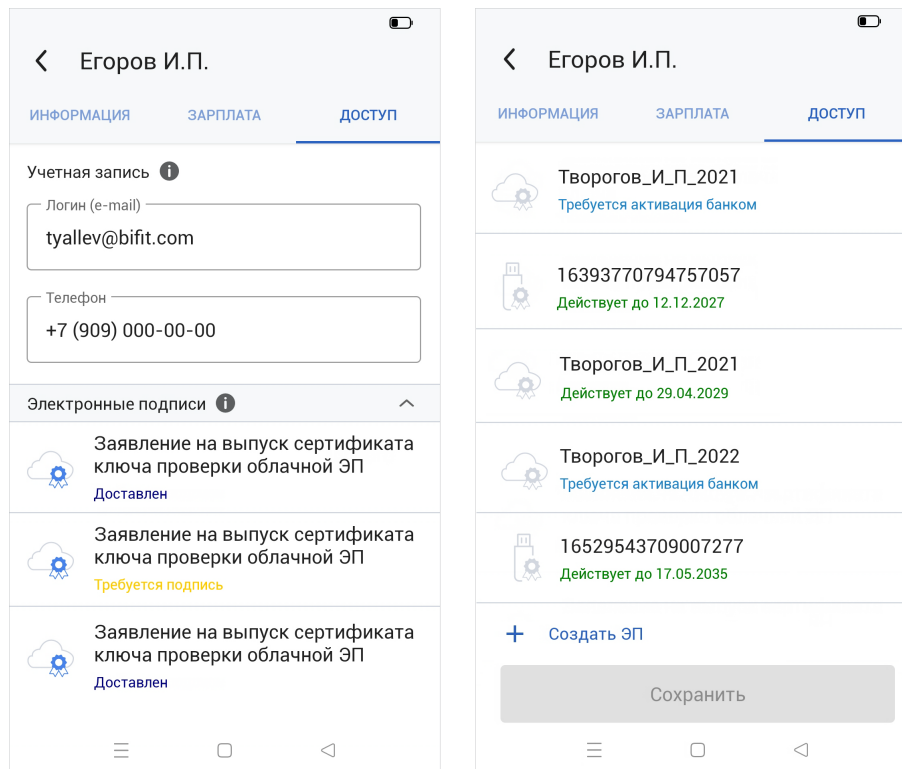 Егоров И.П.
ИНФОРМАЦИЯ ЗАРПЛАТА ДОСТУП
Учетная запись
Логин (e-mail)
tyallev@bifit.com
Телефон
+7 (909) 000-00-00
Электронные подписи
Заявление на выпуск сертификата
ключа проверки облачной ЭП
Доставлен
Заявление на выпуск сертификата
ключа проверки облачной ЭП
Требуется подпись
Заявление на выпуск сертификата
ключа проверки облачной ЭП
Доставлен
Егоров И.П.
ИНФОРМАЦИЯ ЗАРПЛАТА ДОСТУП
Творогов_И_П_2021
Требуется активация банком
16393770794757057
Действует до 12.12.2027
Творогов_И_П_2021
Действует до 29.04.2029
Творогов_И_П_2022
Требуется активация банком
16529543709007277
Действует до 17.05.2035
+ Создать ЭП
Сохранить